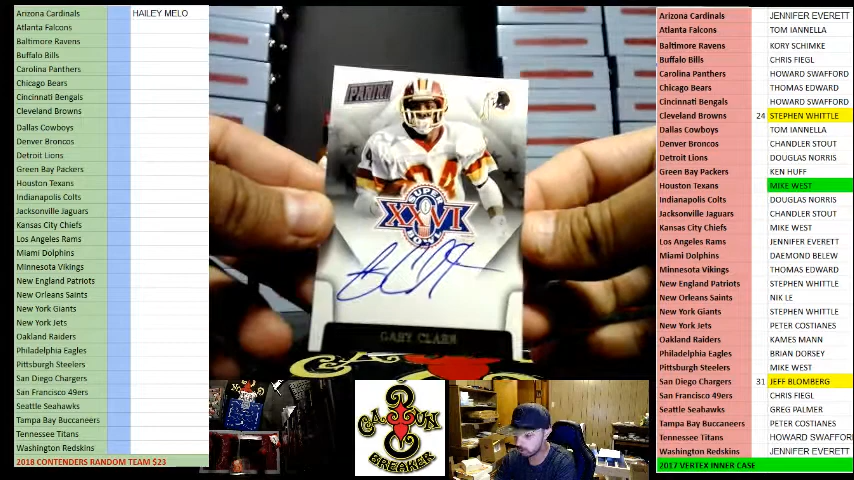 Arizona Cardinals HAILEY MELO
Atlanta Falcons
Baltimore Ravens
Buffalo Bills
Carolina Panthers
Chicago Bears
Cincinnati Bengals
Cleveland Browns
Dallas Cowboys
Denver Broncos
Detroit Lions
Green Bay Packers
Houston Texans
Indianapolis Colts
Jacksonville Jaguars
Kansas City Chiefs
Los Angeles Rams
Miami Dolphins
Minnesota Vikings
New England Patriots
New Orleans Saints
New York Giants
New York Jets
Oakland Raiders
Philadelphia Eagles
Pittsburgh Steelers
San Diego Chargers
San Francisco 49ers
Seattle Seahawks
Tampa Bay Buccaneers
Tennessee Titans
Washington Redskins
2018 CONTENDERS RANDOM TEAM $23
PANINI
SUPER
XXVI
BOWL
GARY CLARK
CAJUN
BREAKER
Arizona Cardinals JENNIFER EVERETT
Atlanta Falcons TOM IANNELLA
Baltimore Ravens KORY SCHIMKE
Buffalo Bills CHRIS FIEGL
Carolina Panthers HOWARD SWAFFORD
Chicago Bears THOMAS EDWARD
Cincinnati Bengals HOWARD SWAFFORD
Cleveland Browns 24 STEPHEN WHITTLE
Dallas Cowboys TOM IANNELLA
Denver Broncos CHANDLER STOUT
Detroit Lions DOUGLAS NORRIS
Green Bay Packers KEN HUFF
Houston Texans MIKE WEST
Indianapolis Colts DOUGLAS NORRIS
Jacksonville Jaguars CHANDLER STOUT
Kansas City Chiefs MIKE WEST
Los Angeles Rams JENNIFER EVERETT
Miami Dolphins DAEMOND BELEW
Minnesota Vikings THOMAS EDWARD
New England Patriots STEPHEN WHITTLE
New Orleans Saints NIK LE
New York Giants STEPHEN WHITTLE
New York Jets PETER COSTIANES
Oakland Raiders KAMES MANN
Philadelphia Eagles BRIAN DORSEY
Pittsburgh Steelers MIKE WEST
San Diego Chargers 31 JEFF BLOMBERG
San Francisco 49ers CHRIS FIEGL
Seattle Seahawks GREG PALMER
Tampa Bay Buccaneers PETER COSTIANES
Tennessee Titans HOWARD SWAFFORD
Washington Redskins JENNIFER EVERETT
2017 VERTEX INNER CASE